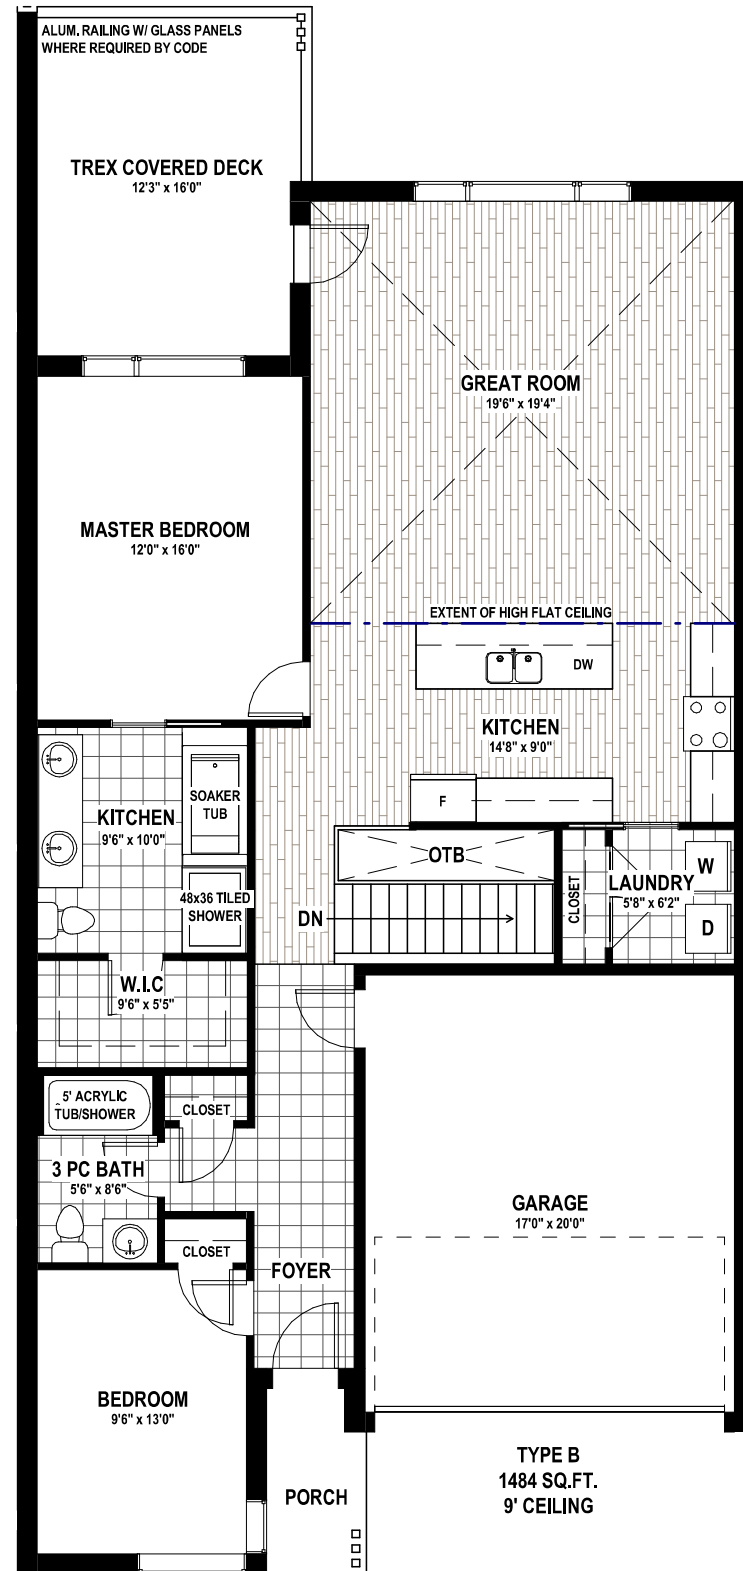 ALUM. RAILING W/ GLASS PANELS
WHERE REQUIRED BY CODE
TREX COVERED DECK
12'3" x 16'0"
GREAT ROOM
19'6" x 19'4"
MASTER BEDROOM
12'0" x 16'0"
EXTENT OF HIGH FLAT CEILING
DW
KITCHEN
14'8" x 9'0"
F
KITCHEN
9'6" x 10'0"
SOAKER
TUB
48x36 TILED
SHOWER
OTB
DN
CLOSET
LAUNDRY
5'8" x 6'2"
W
D
W.I.C
9'6" x 5'5"
5' ACRYLIC
TUB/SHOWER
CLOSET
3 PC BATH
5'6" x 8'6"
CLOSET
FOYER
GARAGE
17'0" x 20'0"
BEDROOM
9'6" x 13'0"
PORCH
TYPE B
1484 SQ.FT.
9' CEILING